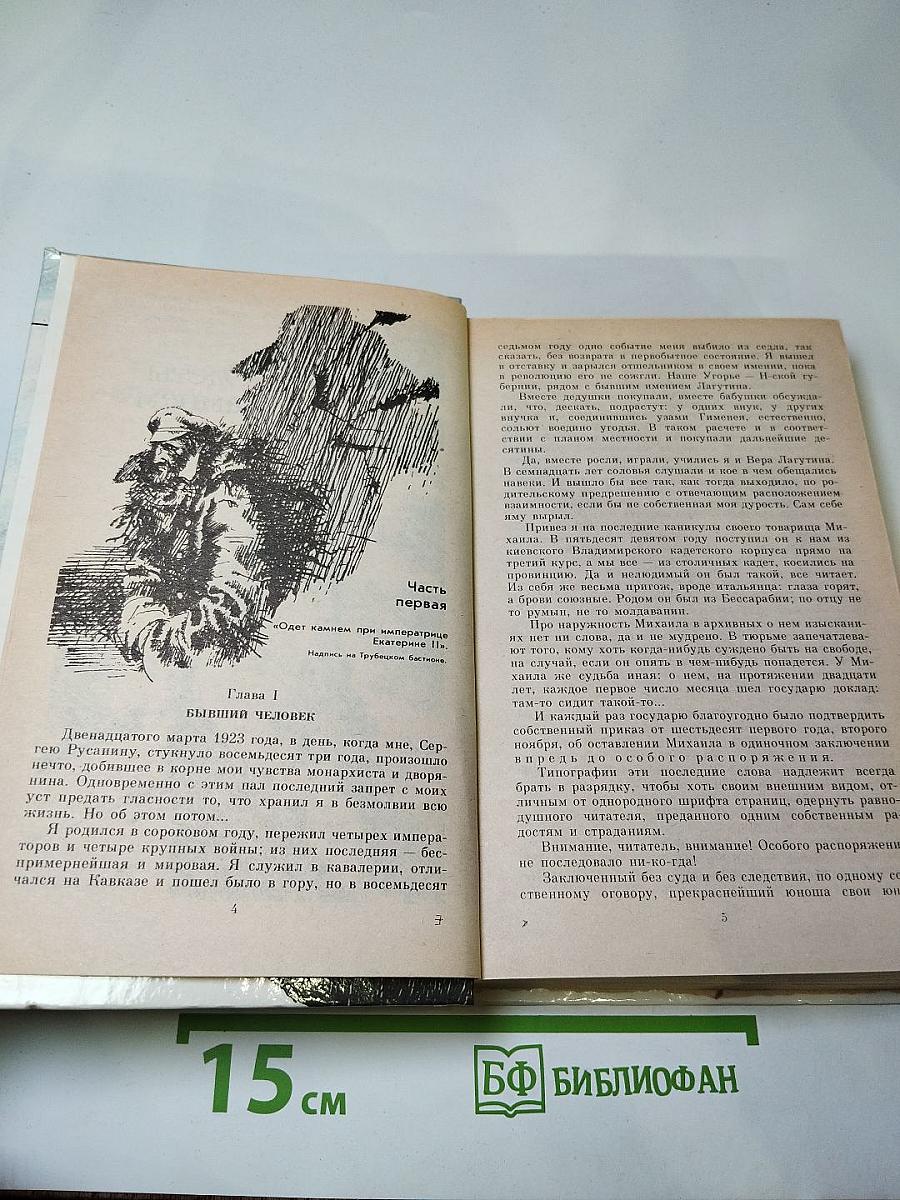 Часть
первая
«Одет камнем при императрице
Екатерине II».
Надпись на Трубецком бастионе.
Глава I
БЫВШИЙ ЧЕЛОВЕК
Двенадцатого марта 1923 года, в день, когда мне, Сер-
гею Русанину, стукнуло восемьдесят три года, произошло
нечто, добившее в корне мои чувства монархиста и дворя-
нина. Одновременно с этим пал последний запрет с моих
уст предать гласности то, что хранил я в безмолвии всю
жизнь. Но об этом потом...
Я родился в сороковом году, пережил четырех импера-
торов и четыре крупных войны; из них последняя — бес-
примернейшая и мировая. Я служил в кавалерии, отли-
чался на Кавказе и пошел было в гору, но в восемьдесят
4
седьмом году одно событие меня выбило из седла, так
сказать, без возврата в первобытное состояние. Я вышел
в отставку и зарылся отшельником в своем имении, пока
в революцию его не сожгли. Наше Угорье — Н-ской гу-
бернии, рядом с бывшим имением Лагутина.
Вместе дедушки покупали, вместе бабушки обсужда-
ли, что, дескать, подрастут: у одних внук, у других
внучка и, соединившись узами Гименея, естественно,
сольют воедино угодья. В таком расчете и в соответ-
ствии с планом местности и покупали дальнейшие де-
сятины.
Да, вместе росли, играли, учились я и Вера Лагутина.
В семнадцать лет соловья слушали и кое в чем обещались
навеки. И вышло бы все так, как тогда выходило, по ро-
дительскому предрешению с отвечающим расположением
взаимности, если бы не собственная моя дурость. Сам себе
яму вырыл.
Привез я на последние каникулы своего товарища Ми-
хаила. В пятьдесят девятом году поступил он к нам из
киевского Владимирского кадетского корпуса прямо на
третий курс, а мы все — из столичных кадет, косились на
провинцию. Да и нелюдимый он был такой, все читает.
Из себя же весьма пригож, вроде итальянца: глаза горят,
а брови союзные. Родом он был из Бессарабии; по отцу не
то румын, не то молдаванин.
Про наружность Михаила в архивных о нем изыскани-
ях нет ни слова, да и не мудрено. В тюрьме запечатлева-
ют того, кому хоть когда-нибудь суждено быть на свободе,
на случай, если он опять в чем-нибудь попадется. У Ми-
хаила же судьба иная: о нем, на протяжении двадцати
лет, каждое первое число месяца шел государю доклад:
там-то сидит такой-то...
И каждый раз государю благоугодно было подтвердить
собственный приказ от шестьдесят первого года, второго
ноября, об оставлении Михаила в одиночном заключении
впредь до особого распоряжения.
Типографии эти последние слова надлежит всегда
брать в разрядку, чтобы хоть своим внешним видом, от-
личным от однородного шрифта страниц, одернуть равно-
душного читателя, преданного одним собственным ра-
достям и страданиям.
Внимание, читатель, внимание! Особого распоряжени
не последовало ни-ко-гда!
Заключенный без суда и без следствия, по одному со
ственному оговору, прекраснейший юноша свои юн
5
15 см
БФ БИБЛИОФАН